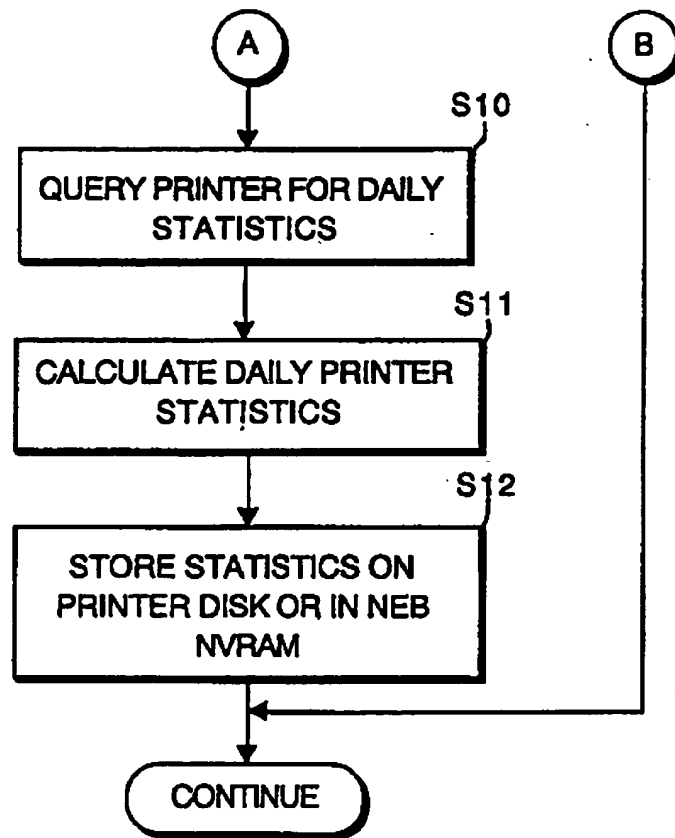 A
B
S10
QUERY PRINTER FOR DAILY
STATISTICS
S11
CALCULATE DAILY PRINTER
STATISTICS
S12
STORE STATISTICS ON
PRINTER DISK OR IN NEB
NVRAM
CONTINUE